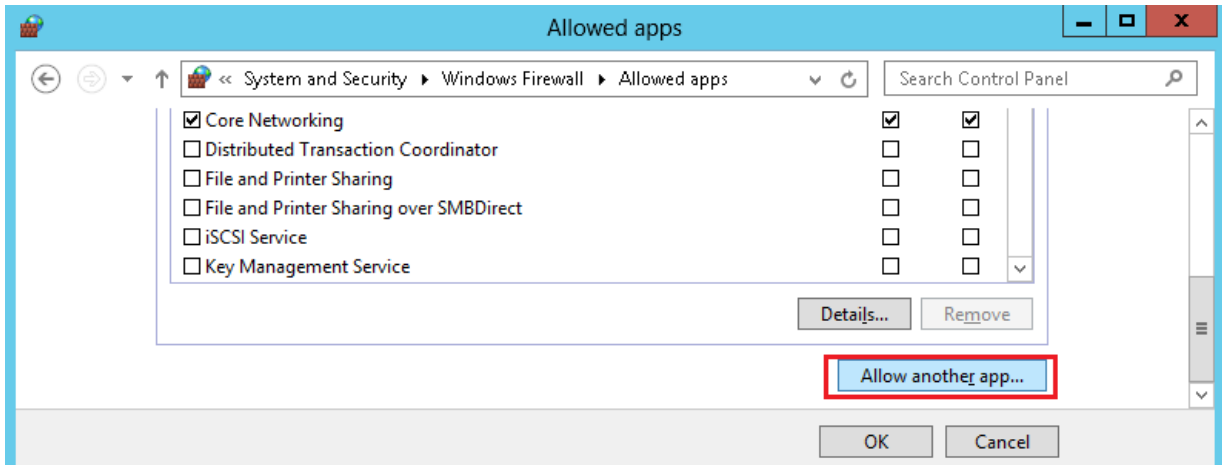 Allowed apps
« System and Security ▸ Windows Firewall ▸ Allowed apps Search Control Panel
Core Networking
Distributed Transaction Coordinator
File and Printer Sharing
File and Printer Sharing over SMBDirect
iSCSI Service
Key Management Service
Details... Remove
Allow another app...
OK Cancel